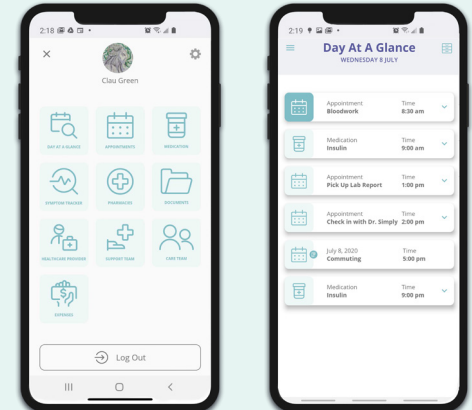 2:18
Clau Green
DAY AT A GLANCE
APPOINTMENTS
MEDICATION
SYMPTOM TRACKER
PHARMACIES
DOCUMENTS
HEALTHCARE PROVIDER
SUPPORT TEAM
CARE TEAM
EXPENSES
Log Out
2:19
Day At A Glance
WEDNESDAY 8 JULY
Appointment Time
Bloodwork 8:30 am
Medication Time
Insulin 9:00 am
Appointment Time
Pick Up Lab Report 1:00 pm
Appointment Time
Check in with Dr. Simply 2:00 pm
July 8, 2020 Time
Commuting 5:00 pm
Medication Time
Insulin 9:00 pm